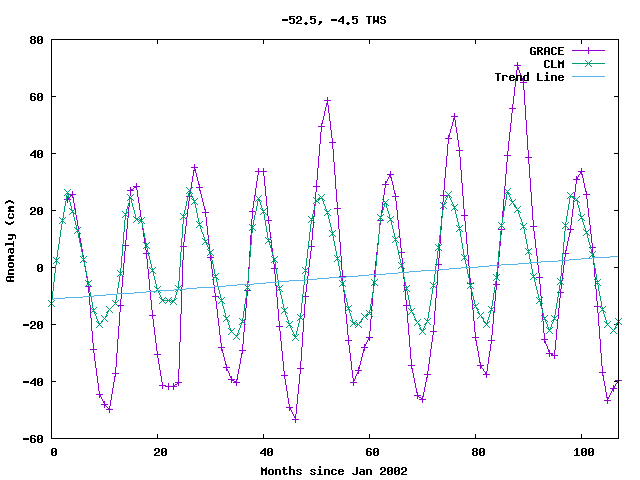 -52.5, -4.5 TWS
80
60
40
20
0
-20
-40
-60
Anomaly (cm)
GRACE
CLM
Trend Line
0 20 40 60 80 100
Months since Jan 2002